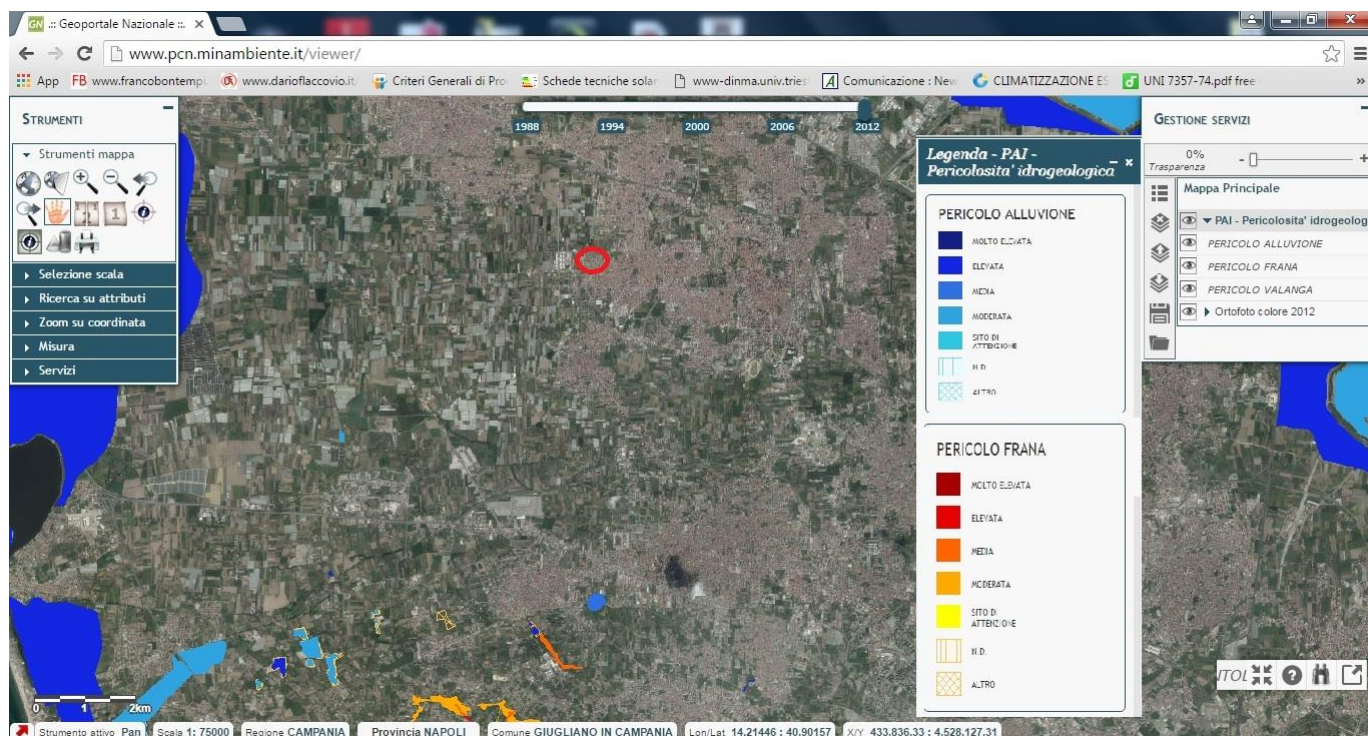 GN .:: Geoportale Nazionale ::. ×
www.pcn.minambiente.it/viewer/
App FB www.francobontempi www.darioflaccovio.it/ Criteri Generali di Pro Schede tecniche solar www-dinma.univ.tries A Comunicazione : New CLIMATIZZAZIONE ES UNI 7357-74.pdf free »
STRUMENTI
Strumenti mappa
Selezione scala
Ricerca su attributi
Zoom su coordinata
Misura
Servizi
1988 1994 2000 2006 2012
Legenda - PAI -
Pericolosita' idrogeologica
PERICOLO ALLUVIONE
MOLTO ELEVATA
ELEVATA
MEDIA
MODERATA
SITO DI
ATTENZIONE
N.D.
ALTRO
PERICOLO FRANA
MOLTO ELEVATA
ELEVATA
MEDIA
MODERATA
SITO DI
ATTENZIONE
N.D.
ALTRO
GESTIONE SERVIZI
0%
Trasparenza
- +
Mappa Principale
PAI - Pericolosita' idrogeolog
PERICOLO ALLUVIONE
PERICOLO FRANA
PERICOLO VALANGA
Ortofoto colore 2012
ITOL
0 1 2km
Strumento attivo Pan Scala 1: 75000 Regione CAMPANIA Provincia NAPOLI Comune GIUGLIANO IN CAMPANIA Lon/Lat 14.21446 : 40.90157 X/Y 433.836,33 : 4.528.127,31